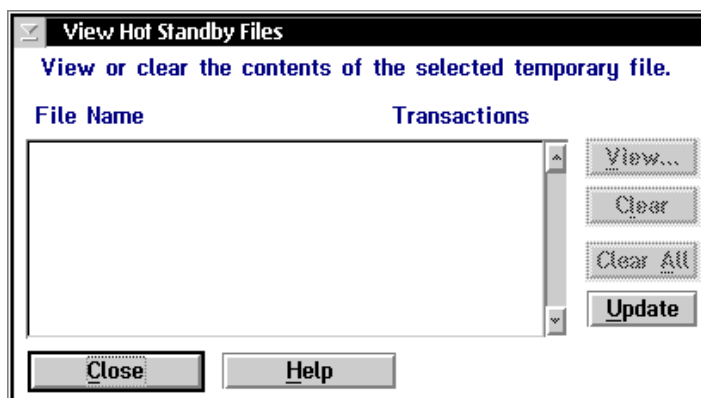 View Hot Standby Files
View or clear the contents of the selected temporary file.
File Name Transactions
View...
Clear
Clear All
Update
Close Help